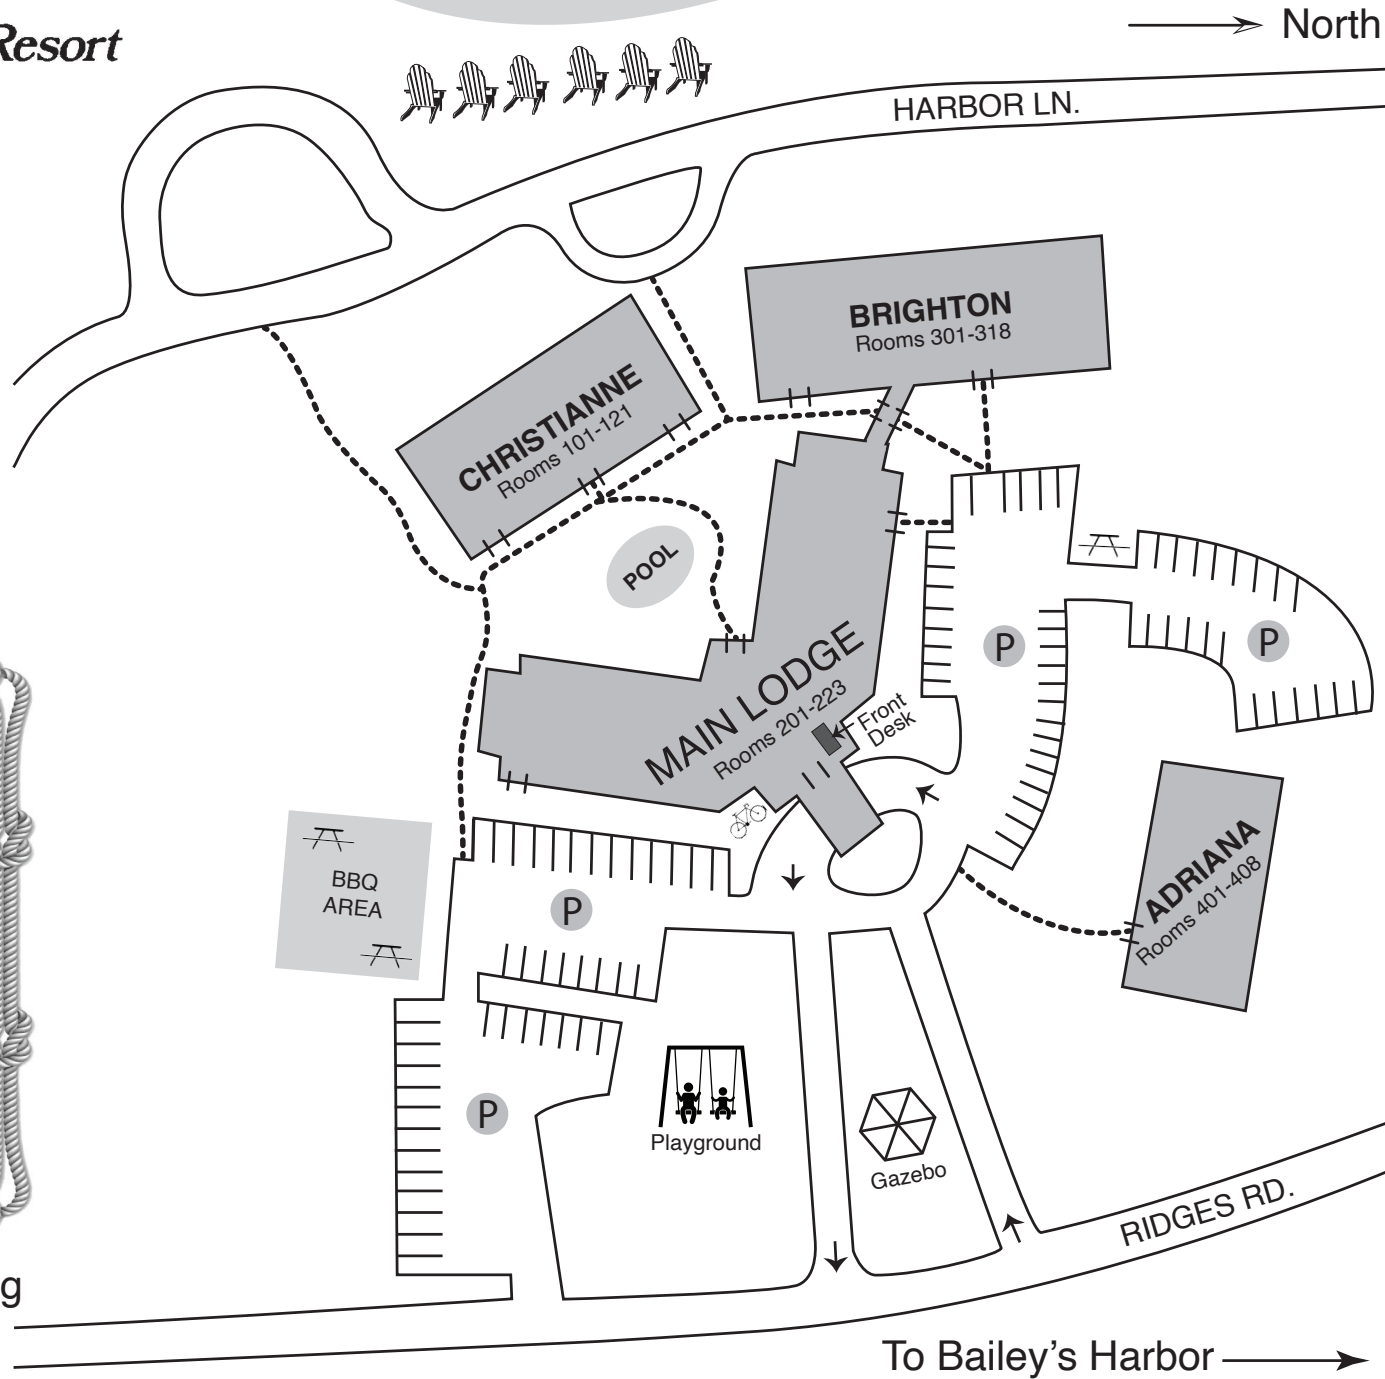 Resort
North
HARBOR LN.
BRIGHTON
Rooms 301-318
CHRISTIANNE
Rooms 101-121
POOL
P
P
MAIN LODGE
Rooms 201-223
Front
Desk
ADRIANA
Rooms 401-408
BBQ
AREA
P
P
Playground
Gazebo
RIDGES RD.
g
To Bailey's Harbor